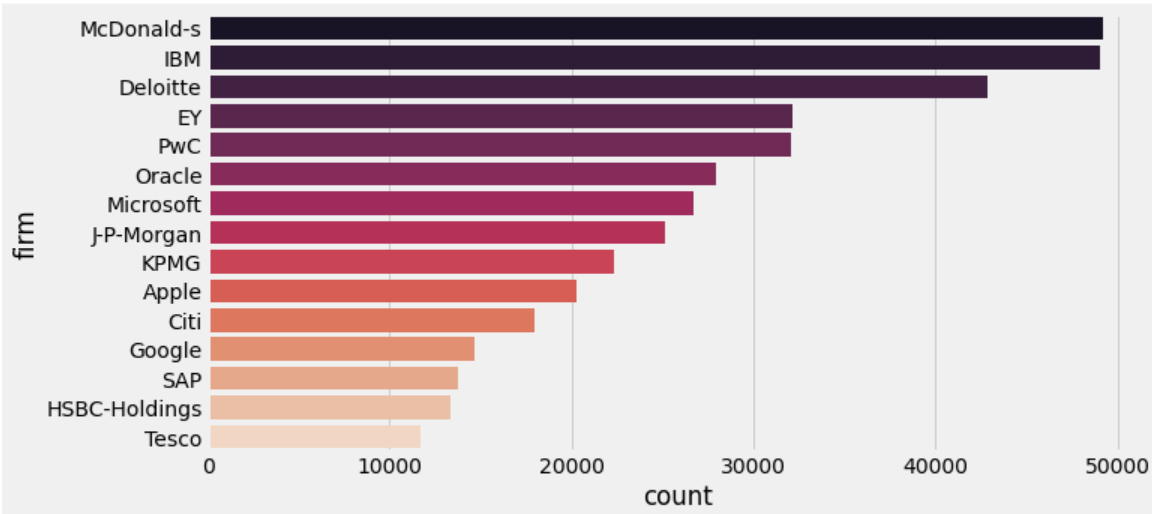 McDonald-s
IBM
Deloitte
EY
PwC
Oracle
Microsoft
J-P-Morgan
KPMG
Apple
Citi
Google
SAP
HSBC-Holdings
Tesco
firm
0 10000 20000 30000 40000 50000
count